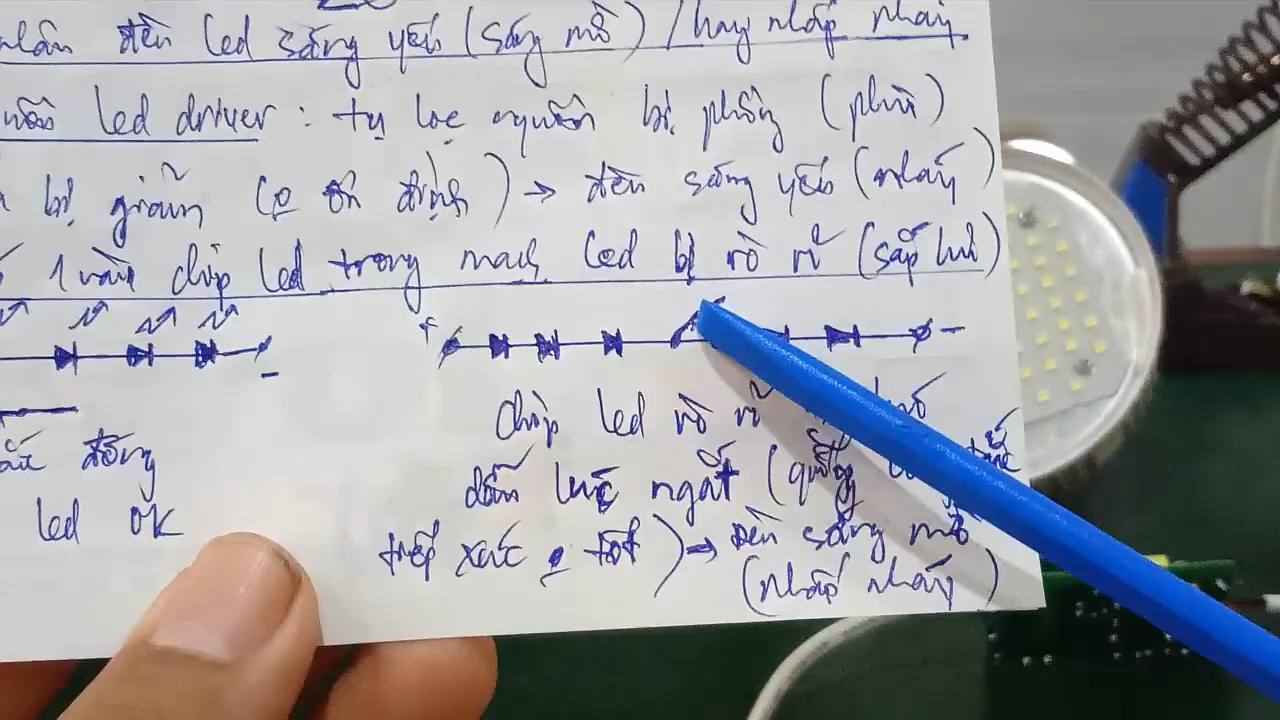 nhân đèn led sáng yếu (sáng mờ) / hay nhấp nháy
led driver : tụ lọc nguồn bị phồng (phù)
bị giảm (ổn định) → đèn sáng yếu (nháy)
1 vài chip led trong mạch led bị rò rỉ (sắp hư)
+ -
-
chip led rò rỉ
đóng
dẫn lúc ngắt (
led OK
tiếp xúc tốt) → đèn sáng mờ
(nhấp nháy)